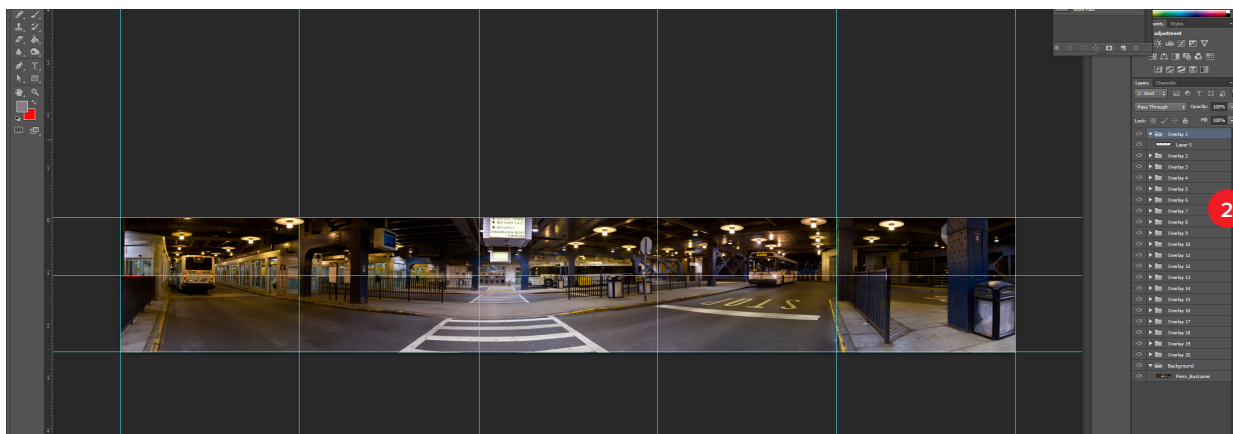 Work Path
Styles
adjustment
Layers Channels
Kind
Pass Through Opacity: 100%
Lock: Fill: 100%
Overlay 1
Layer 5
Overlay 2
Overlay 3
Overlay 4
Overlay 5
Overlay 6
Overlay 7
Overlay 8
Overlay 9
Overlay 10
Overlay 11
Overlay 12
Overlay 13
Overlay 14
Overlay 15
Overlay 16
Overlay 17
Overlay 18
Overlay 19
Overlay 20
Background
Penn_BusLanes
2
STOP